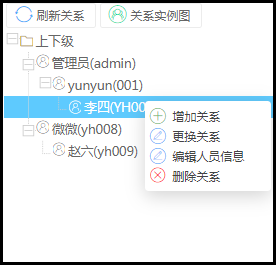 刷新关系 关系实例图
上下级
管理员(admin)
yunyun(001)
李四(YH00
增加关系
微微(yh008)
更换关系
赵六(yh009)
编辑人员信息
删除关系